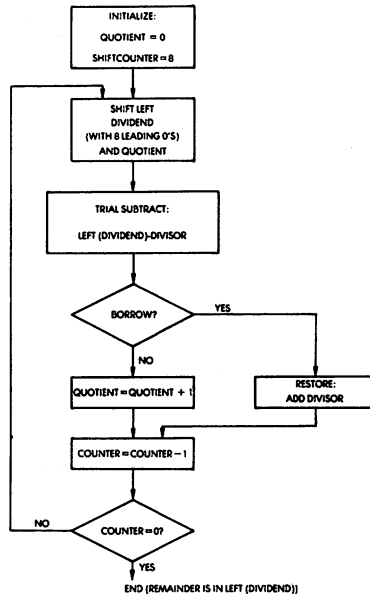 INITIALIZE:
QUOTIENT = 0
SHIFTCOUNTER = 8
SHIFT LEFT
DIVIDEND
(WITH 8 LEADING 0'S)
AND QUOTIENT
TRIAL SUBTRACT:
LEFT (DIVIDEND)-DIVISOR
BORROW?
YES
NO
QUOTIENT = QUOTIENT + 1
RESTORE:
ADD DIVISOR
COUNTER = COUNTER - 1
COUNTER = 0?
NO
YES
END (REMAINDER IS IN LEFT (DIVIDEND))